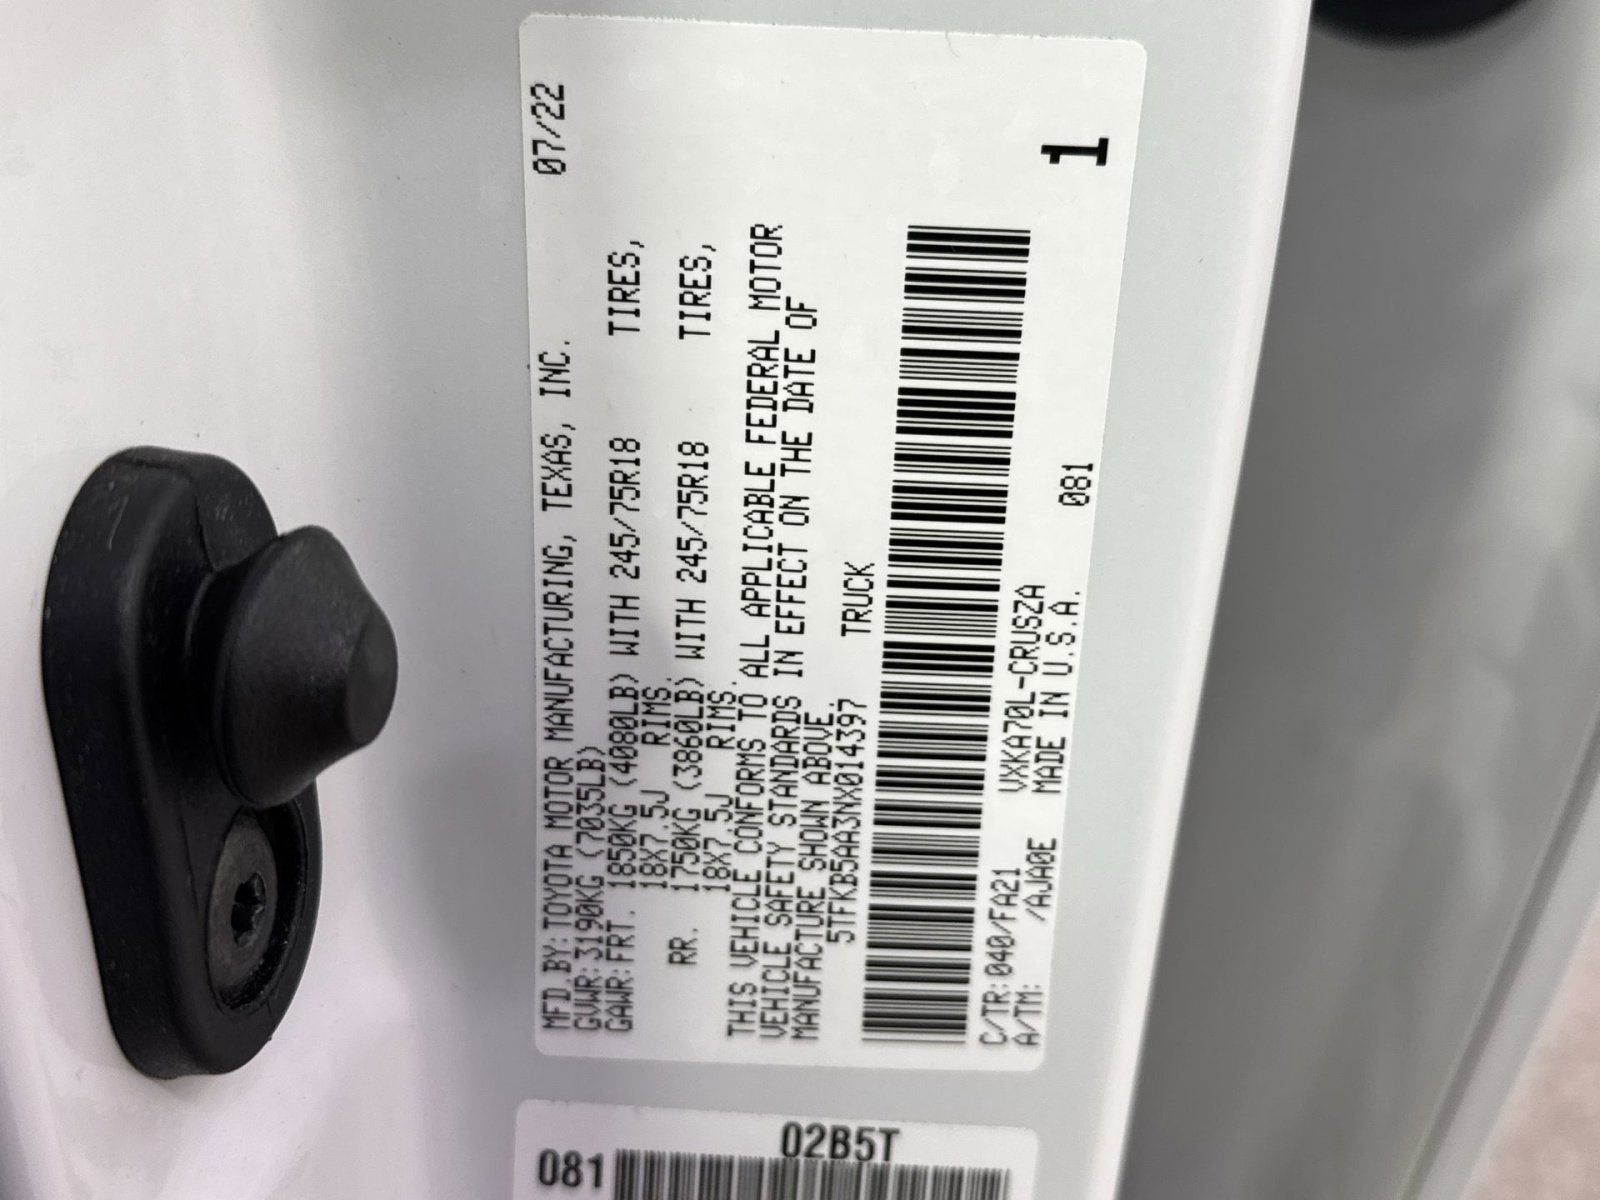 MFD.BY:TOYOTA MOTOR MANUFACTURING, TEXAS, INC. 07/22
GVWR:3190KG (7035LB)
GAWR:FRT. 1850KG (4080LB) WITH 245/75R18 TIRES,
18X7.5J RIMS.
RR. 1750KG (3860LB) WITH 245/75R18 TIRES,
18X7.5J RIMS.
THIS VEHICLE CONFORMS TO ALL APPLICABLE FEDERAL MOTOR
VEHICLE SAFETY STANDARDS IN EFFECT ON THE DATE OF
MANUFACTURE SHOWN ABOVE.
5TFKB5AA3NX014397 TRUCK
C/TR:040/FA21 VXKA70L-CRUSZA 081 1
A/TM: /AJA0E MADE IN U.S.A.
02B5T
081